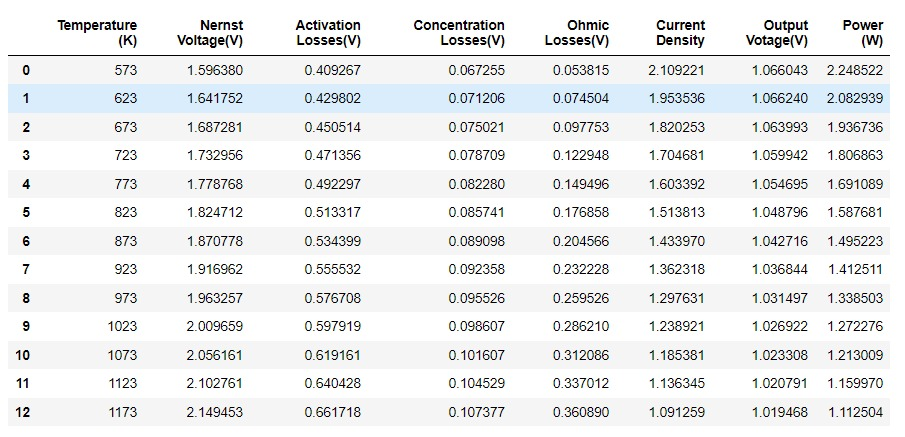 Temperature (K) Nernst Voltage(V) Activation Losses(V) Concentration Losses(V) Ohmic Losses(V) Current Density Output Votage(V) Power (W)
0 573 1.596380 0.409267 0.067255 0.053815 2.109221 1.066043 2.248522
1 623 1.641752 0.429802 0.071206 0.074504 1.953536 1.066240 2.082939
2 673 1.687281 0.450514 0.075021 0.097753 1.820253 1.063993 1.936736
3 723 1.732956 0.471356 0.078709 0.122948 1.704681 1.059942 1.806863
4 773 1.778768 0.492297 0.082280 0.149496 1.603392 1.054695 1.691089
5 823 1.824712 0.513317 0.085741 0.176858 1.513813 1.048796 1.587681
6 873 1.870778 0.534399 0.089098 0.204566 1.433970 1.042716 1.495223
7 923 1.916962 0.555532 0.092358 0.232228 1.362318 1.036844 1.412511
8 973 1.963257 0.576708 0.095526 0.259526 1.297631 1.031497 1.338503
9 1023 2.009659 0.597919 0.098607 0.286210 1.238921 1.026922 1.272276
10 1073 2.056161 0.619161 0.101607 0.312086 1.185381 1.023308 1.213009
11 1123 2.102761 0.640428 0.104529 0.337012 1.136345 1.020791 1.159970
12 1173 2.149453 0.661718 0.107377 0.360890 1.091259 1.019468 1.112504